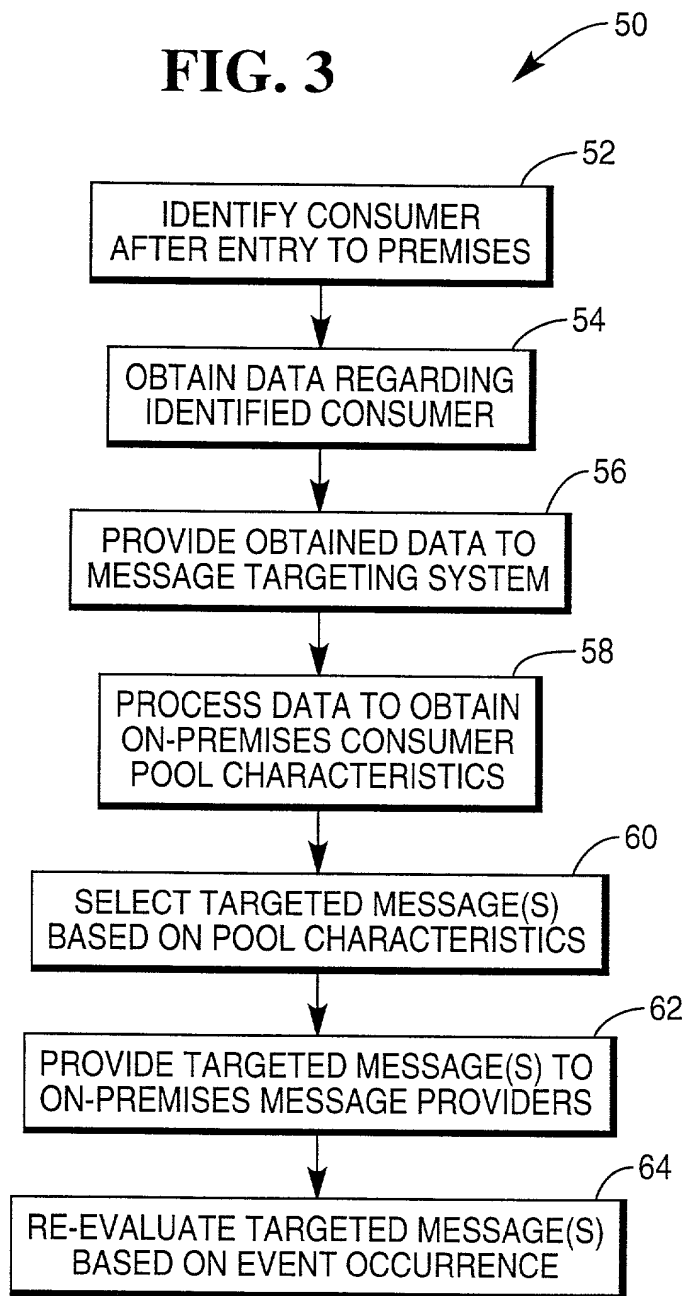 FIG. 3
50
52
IDENTIFY CONSUMER
AFTER ENTRY TO PREMISES
54
OBTAIN DATA REGARDING
IDENTIFIED CONSUMER
56
PROVIDE OBTAINED DATA TO
MESSAGE TARGETING SYSTEM
58
PROCESS DATA TO OBTAIN
ON-PREMISES CONSUMER
POOL CHARACTERISTICS
60
SELECT TARGETED MESSAGE(S)
BASED ON POOL CHARACTERISTICS
62
PROVIDE TARGETED MESSAGE(S) TO
ON-PREMISES MESSAGE PROVIDERS
64
RE-EVALUATE TARGETED MESSAGE(S)
BASED ON EVENT OCCURRENCE